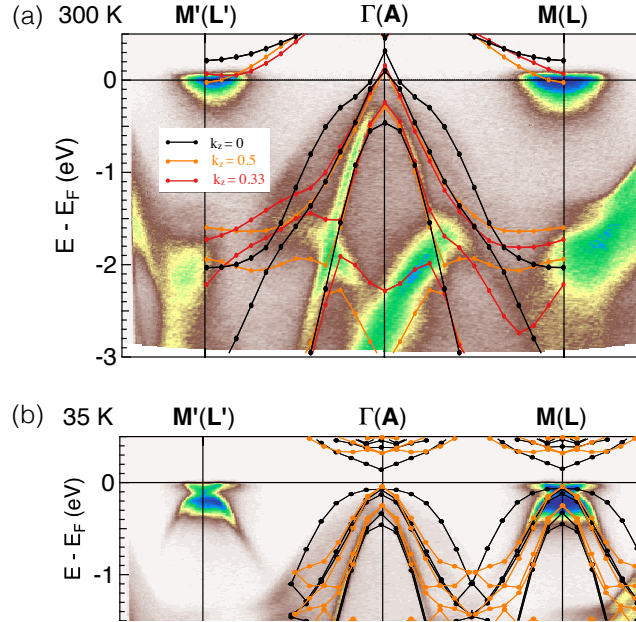 (a) 300 K M'(L') Γ(A) M(L)
0
-1
-2
-3
E - E_F (eV)
k_z = 0
k_z = 0.5
k_z = 0.33
(b) 35 K M'(L') Γ(A) M(L)
0
-1
E - E_F (eV)